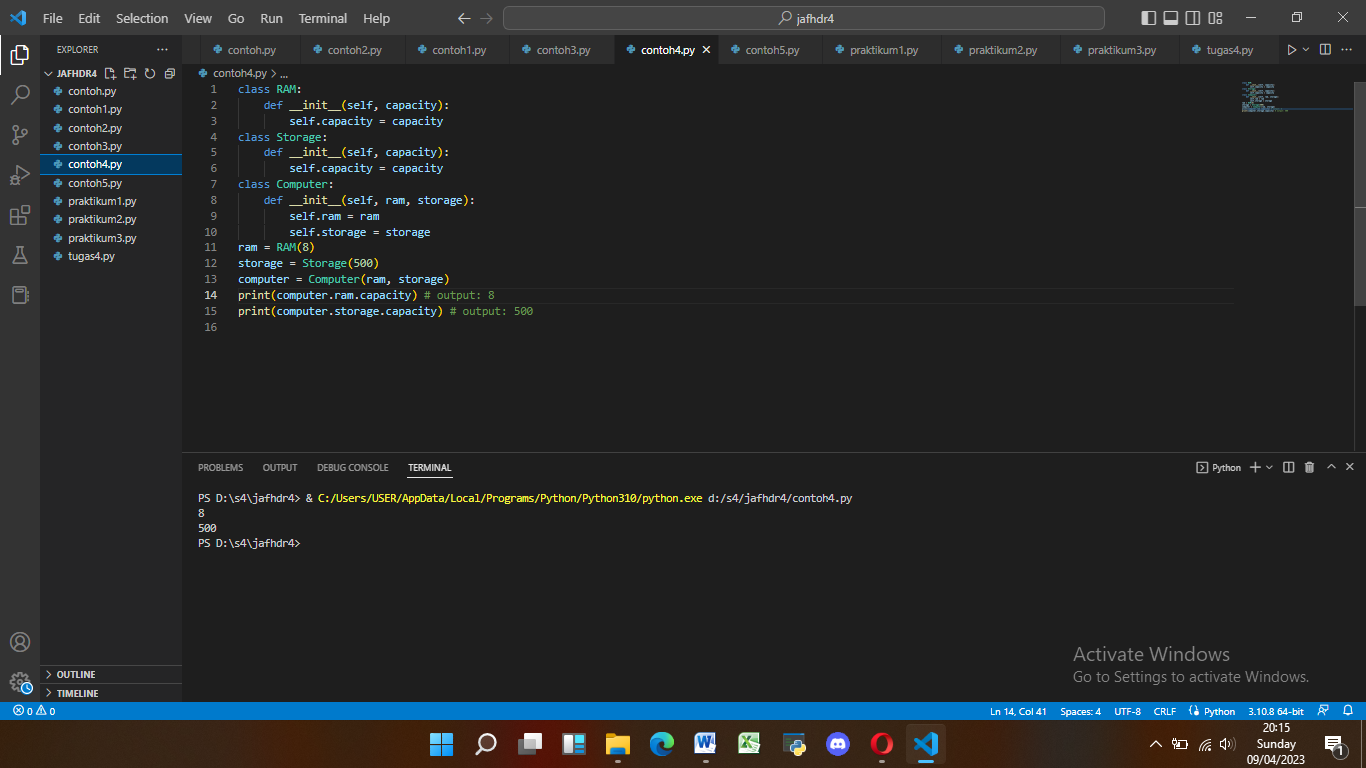 File Edit Selection View Go Run Terminal Help
jafhdr4
EXPLORER
contoh.py contoh2.py contoh1.py contoh3.py contoh4.py contoh5.py praktikum1.py praktikum2.py praktikum3.py tugas4.py
JAFHDR4
contoh.py
contoh1.py
contoh2.py
contoh3.py
contoh4.py
contoh5.py
praktikum1.py
praktikum2.py
praktikum3.py
tugas4.py
OUTLINE
TIMELINE
contoh4.py > ...
1 class RAM:
2     def __init__(self, capacity):
3         self.capacity = capacity
4 class Storage:
5     def __init__(self, capacity):
6         self.capacity = capacity
7 class Computer:
8     def __init__(self, ram, storage):
9         self.ram = ram
10         self.storage = storage
11 ram = RAM(8)
12 storage = Storage(500)
13 computer = Computer(ram, storage)
14 print(computer.ram.capacity) # output: 8
15 print(computer.storage.capacity) # output: 500
16
PROBLEMS OUTPUT DEBUG CONSOLE TERMINAL
Python
PS D:\s4\jafhdr4> & C:/Users/USER/AppData/Local/Programs/Python/Python310/python.exe d:/s4/jafhdr4/contoh4.py
8
500
PS D:\s4\jafhdr4>
Activate Windows
Go to Settings to activate Windows.
0 0 Ln 14, Col 41 Spaces: 4 UTF-8 CRLF Python 3.10.8 64-bit
20:15
Sunday
09/04/2023
1